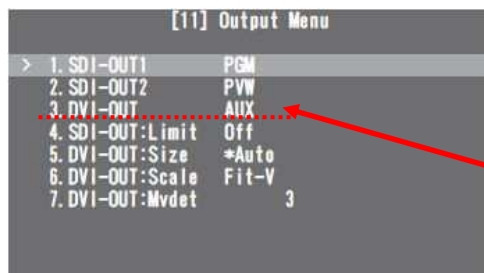 [11] Output Menu
> 1. SDI-OUT1 PGM
2. SDI-OUT2 PVW
3. DVI-OUT AUX
4. SDI-OUT:Limit Off
5. DVI-OUT:Size *Auto
6. DVI-OUT:Scale Fit-V
7. DVI-OUT:Mvdet 3